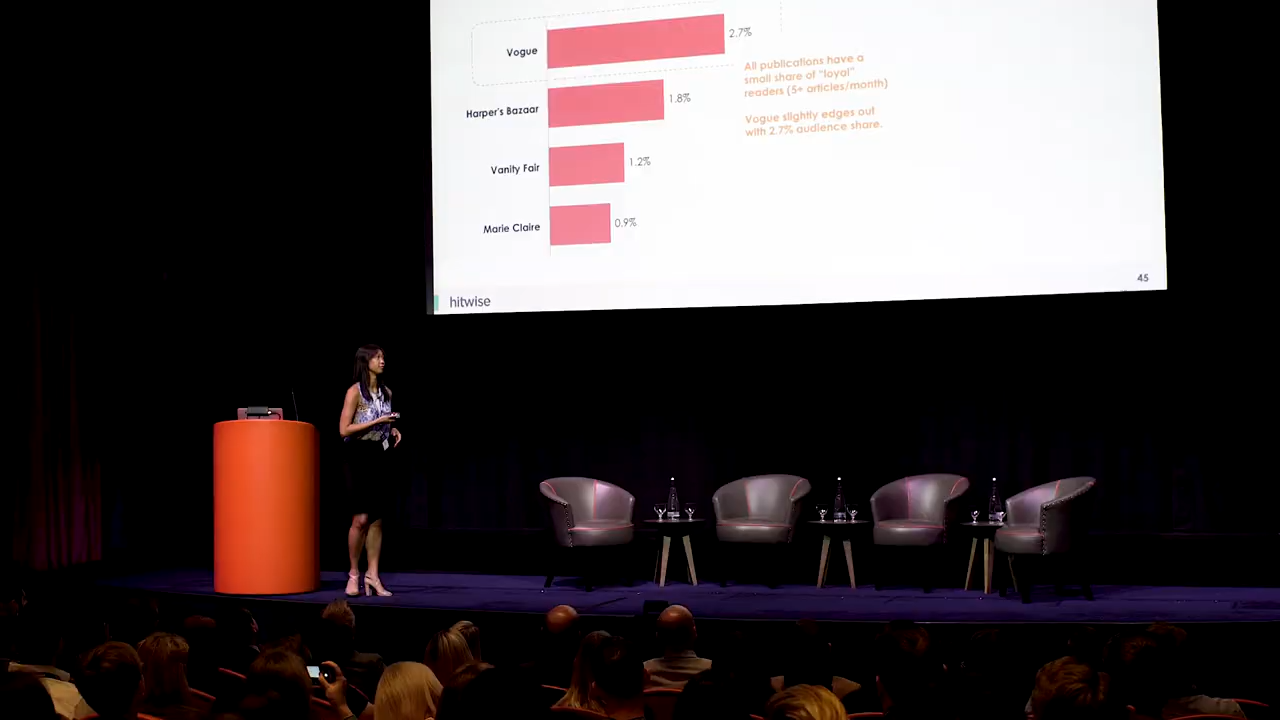 Vogue
2.7%
All publications have a
small share of "loyal"
readers (5+ articles/month)
Vogue slightly edges out
with 2.7% audience share.
Harper's Bazaar
1.8%
Vanity Fair
1.2%
Marie Claire
0.9%
hitwise
45